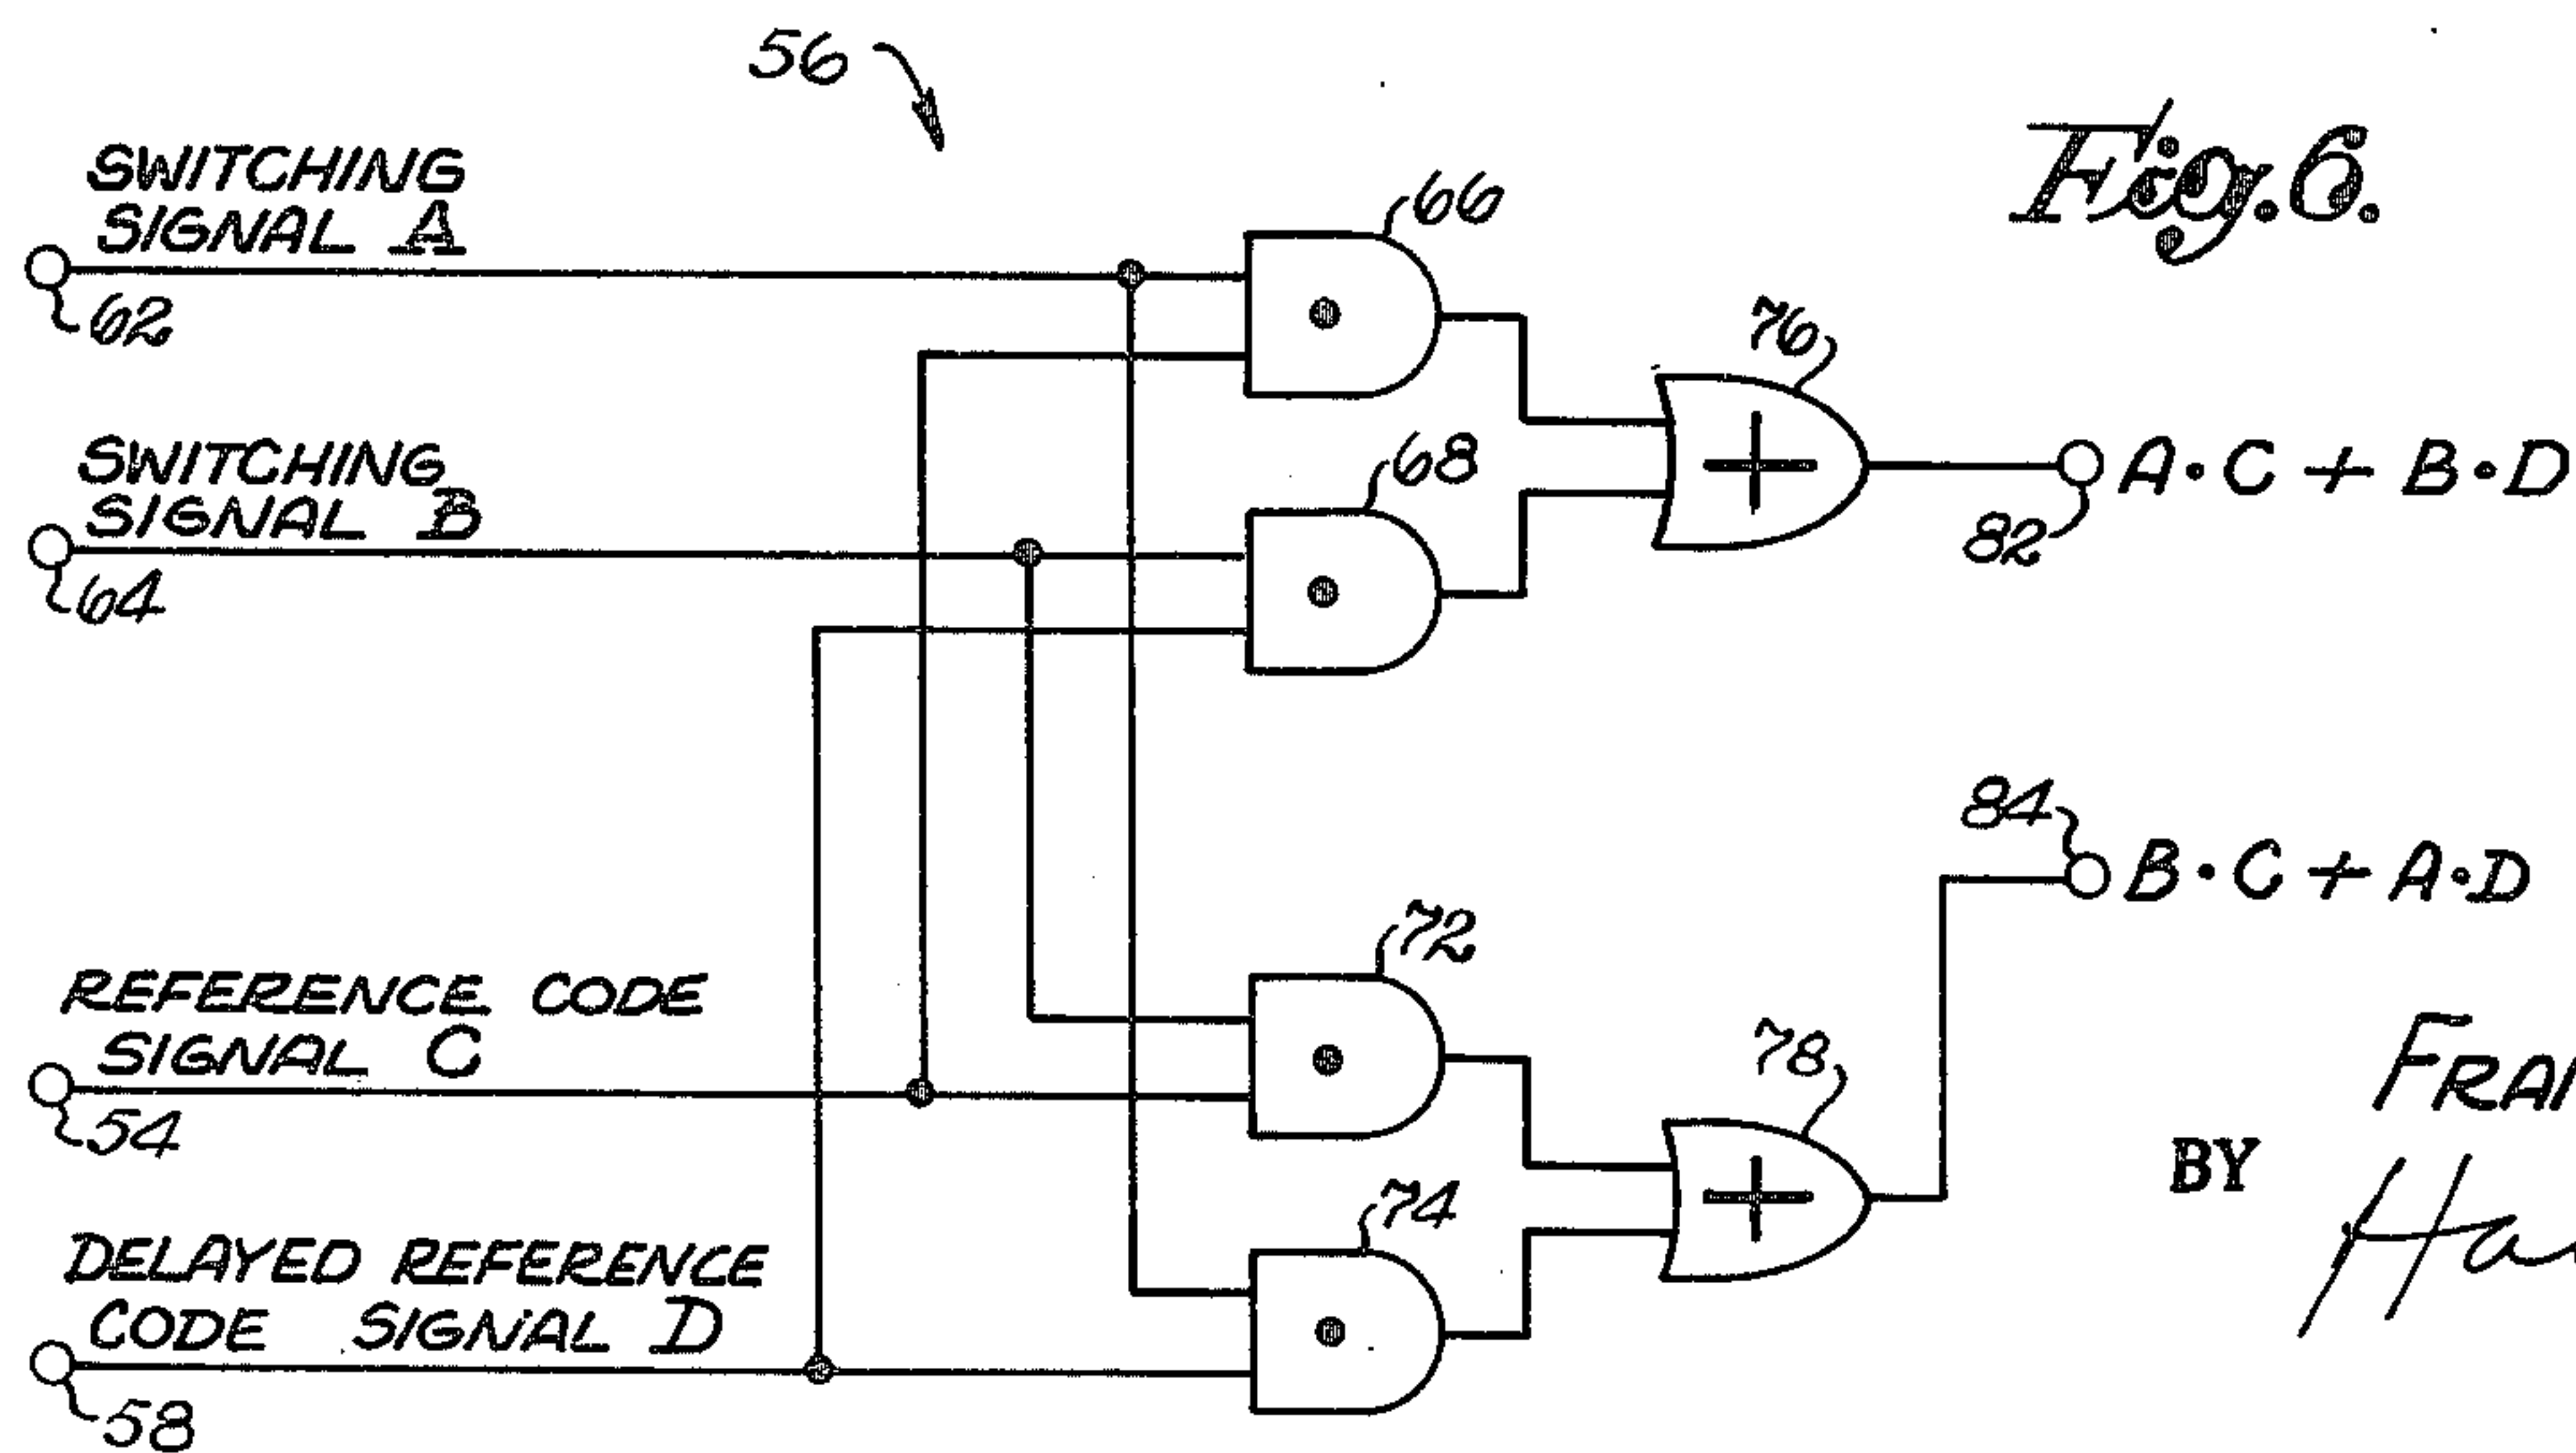 56
Fig. 6.
SWITCHING
SIGNAL A
62
66
76
SWITCHING
SIGNAL B
64
68
A·C + B·D
82
84
B·C + A·D
REFERENCE CODE
SIGNAL C
54
72
78
BY
DELAYED REFERENCE
CODE SIGNAL D
58
74